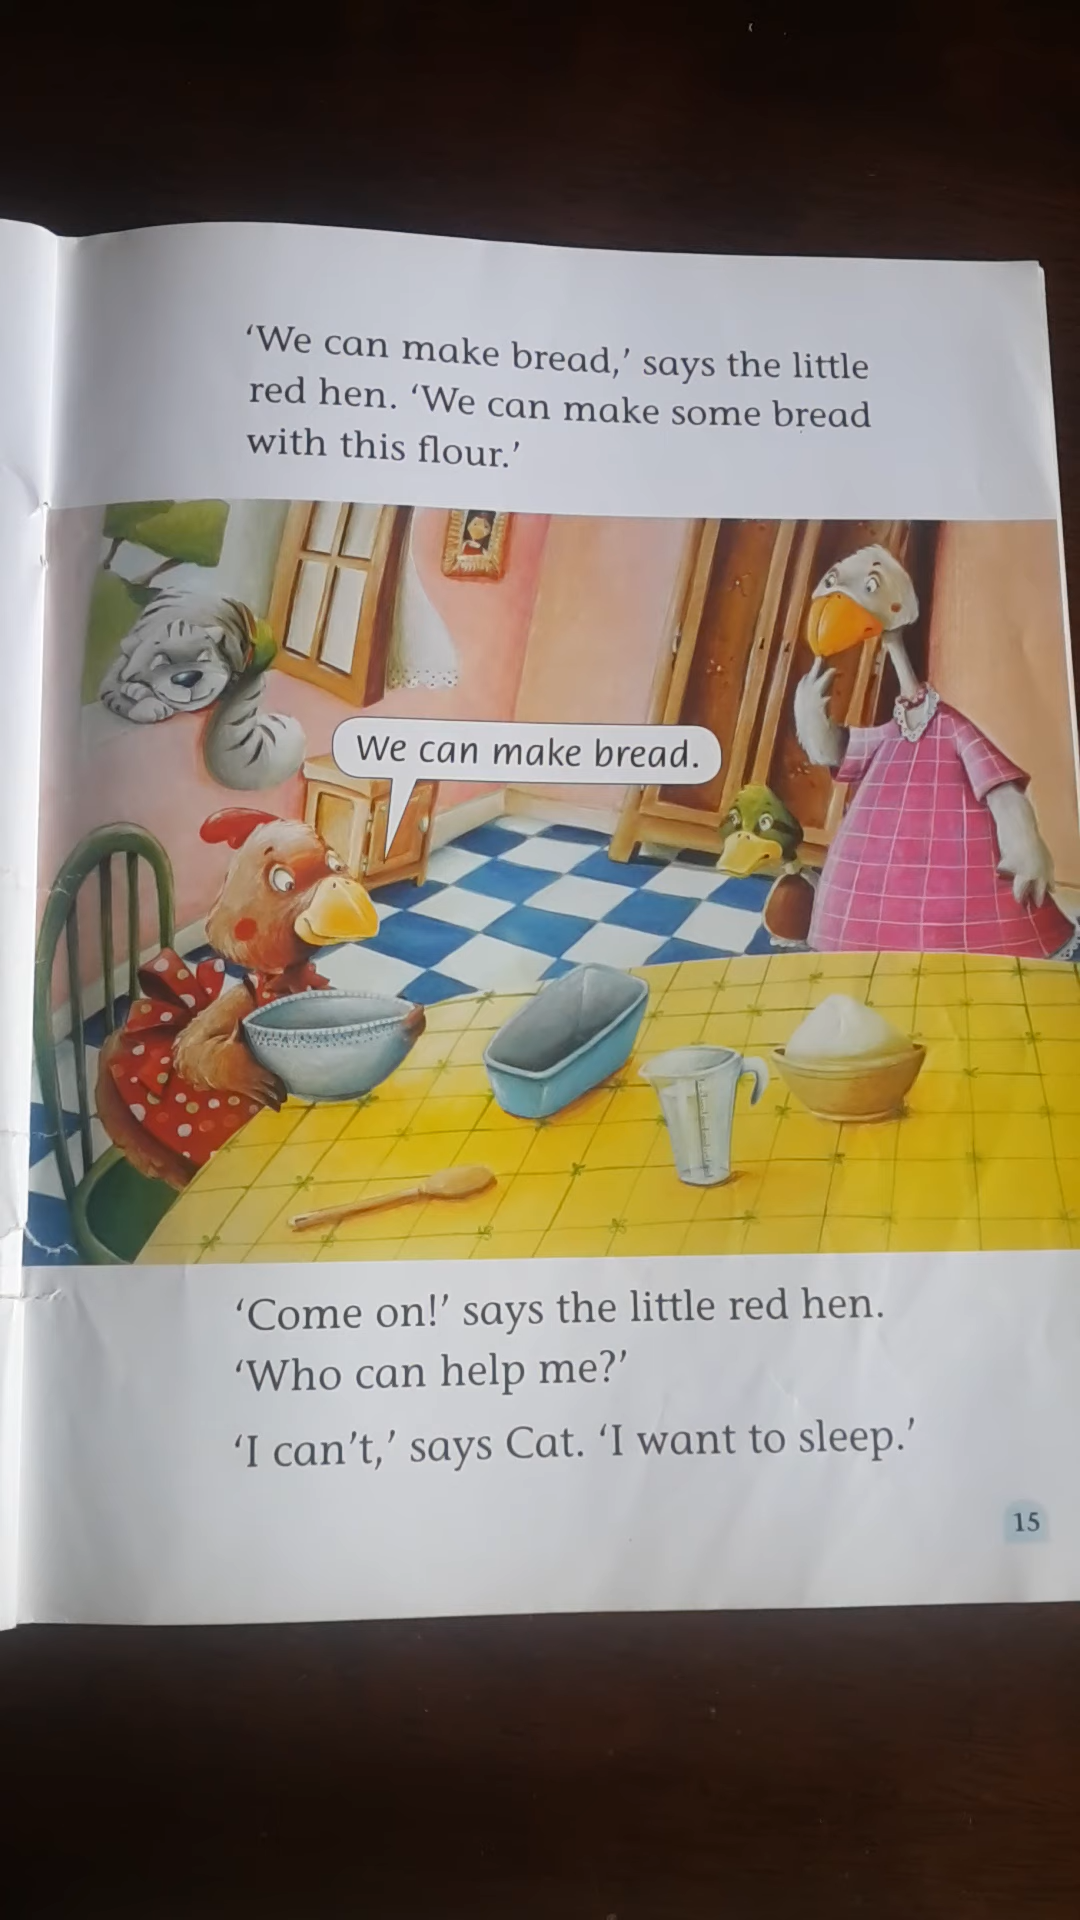 ‘We can make bread,’ says the little
red hen. ‘We can make some bread
with this flour.’
We can make bread.
‘Come on!’ says the little red hen.
‘Who can help me?’
‘I can't,’ says Cat. ‘I want to sleep.’
15